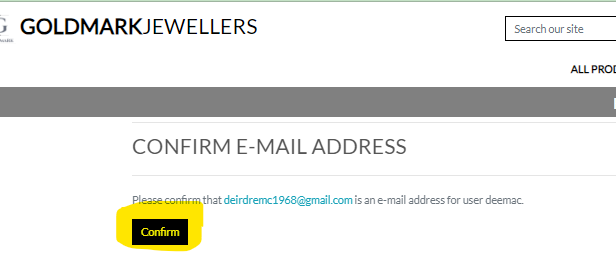 G
GOLDMARKJEWELLERS
Search our site
ALL PROD
CONFIRM E-MAIL ADDRESS
Please confirm that deirdremc1968@gmail.com is an e-mail address for user deemac.
Confirm